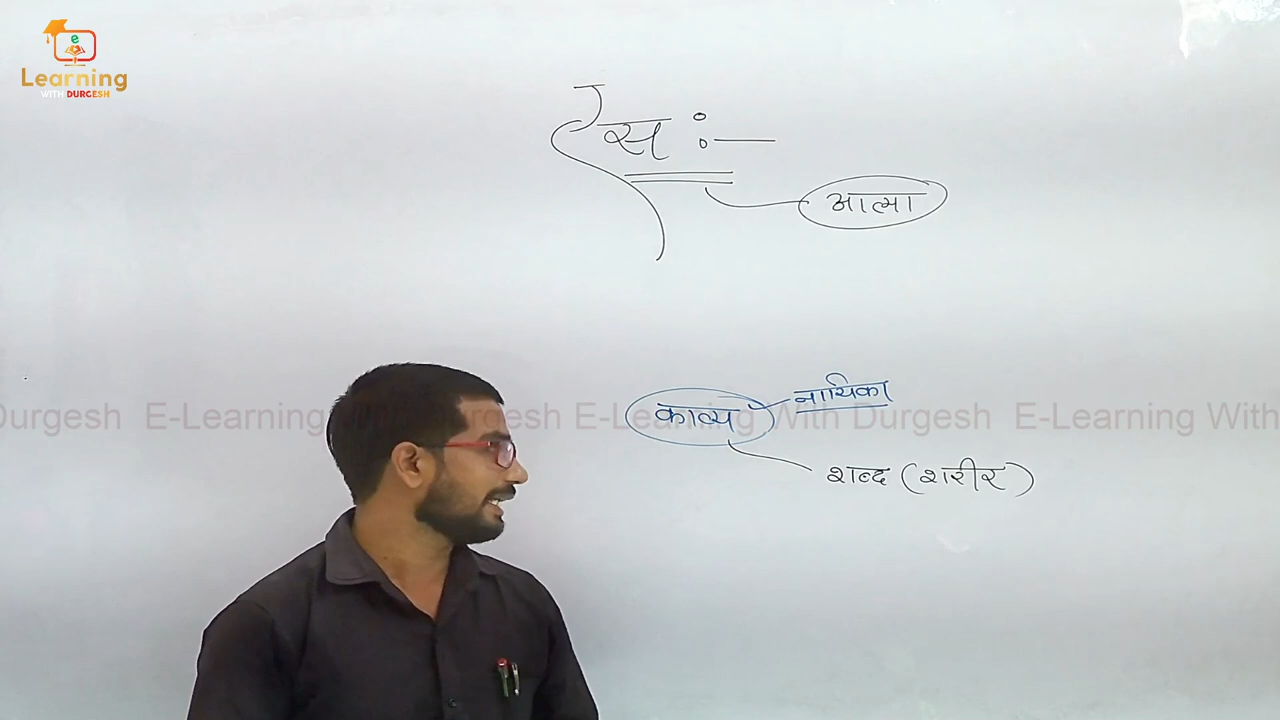 e
Learning
WITH DURGESH
रस :—
आत्मा
नायिका
काव्य
Durgesh E-Learning With Durgesh E-Learning With Durgesh E-Learning With
शब्द (शरीर)